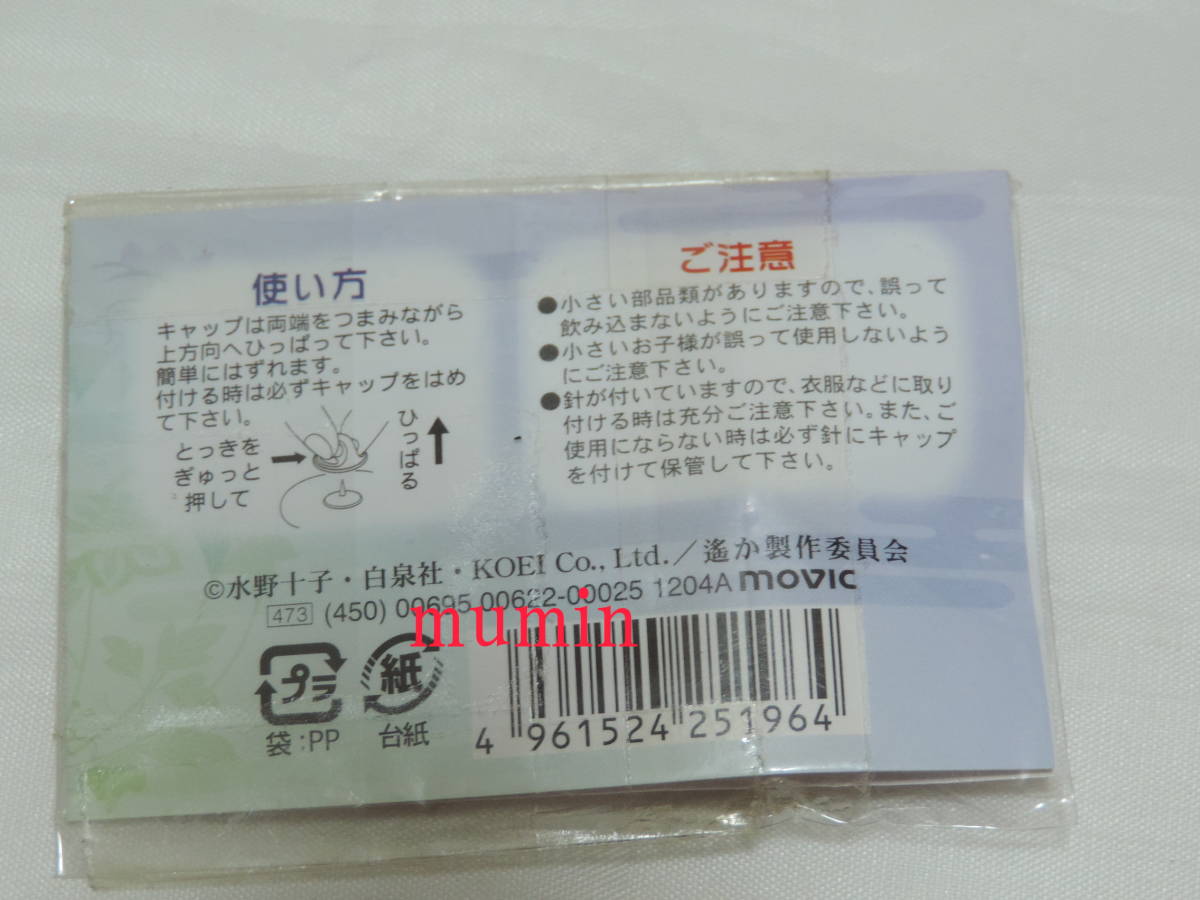 使い方
キャップは両端をつまみながら
上方向へひっぱって下さい。
簡単にはずれます。
付ける時は必ずキャップをはめ
て下さい。
とっきを
ぎゅっと
押して
ひっぱる
ご注意
●小さい部品類がありますので、誤って
飲み込まないようにご注意下さい。
●小さいお子様が誤って使用しないよう
にご注意下さい。
●針が付いていますので、衣服などに取り
付ける時は充分ご注意下さい。また、ご
使用にならない時は必ず針にキャップ
を付けて保管して下さい。
©水野十子・白泉社・KOEI Co., Ltd.／遙か製作委員会
473 (450) 00695 00622-00025 1204A movic
mumin
プラ
紙
袋:PP
台紙
4 961524 251964